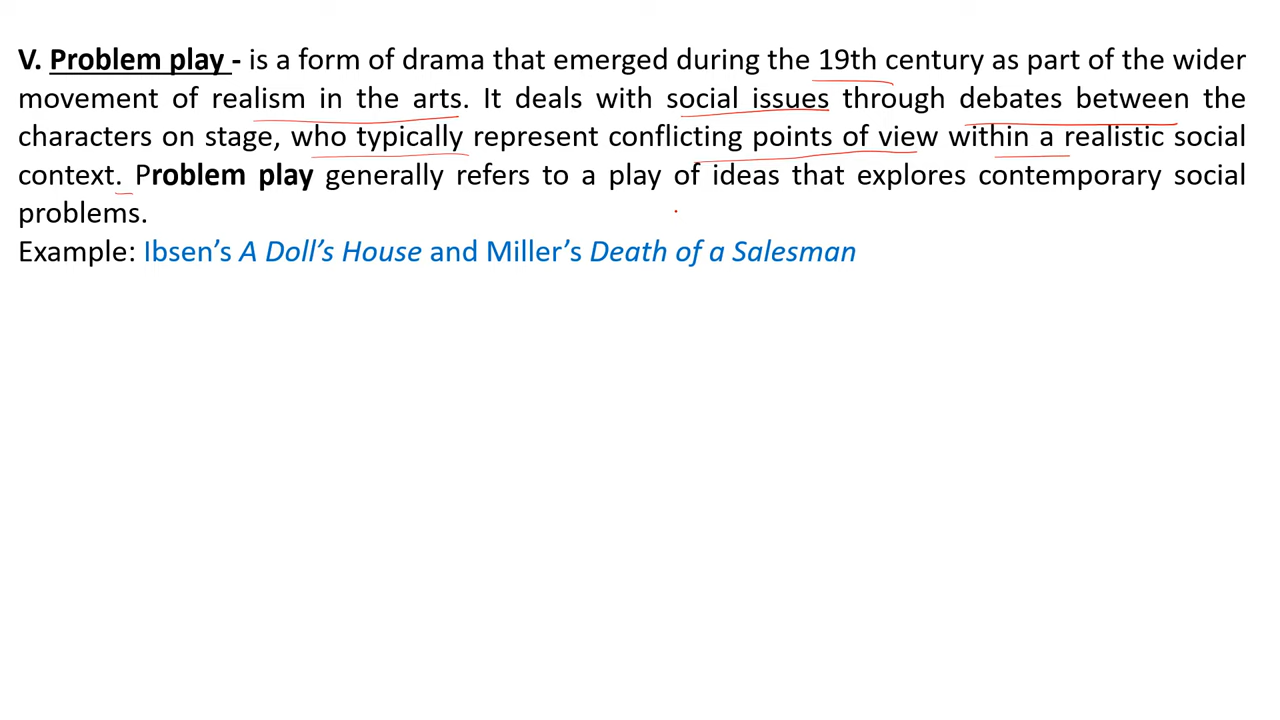 V. Problem play - is a form of drama that emerged during the 19th century as part of the wider
movement of realism in the arts. It deals with social issues through debates between the
characters on stage, who typically represent conflicting points of view within a realistic social
context. Problem play generally refers to a play of ideas that explores contemporary social
problems.
Example: Ibsen’s A Doll’s House and Miller’s Death of a Salesman